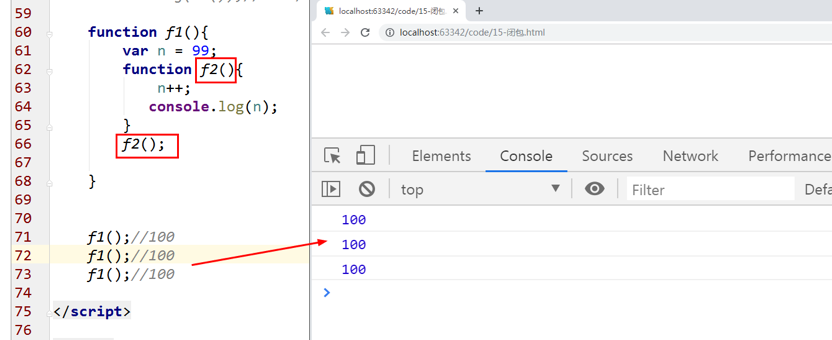 59
60 function f1(){
61 var n = 99;
62 function f2(){
63 n++;
64 console.log(n);
65 }
66 f2();
67
68 }
69
70
71 f1();//100
72 f1();//100
73 f1();//100
74
75 </script>
76
localhost:63342/code/15-闭包
localhost:63342/code/15-闭包.html
Elements Console Sources Network Performance
top Filter Defa
100
100
100